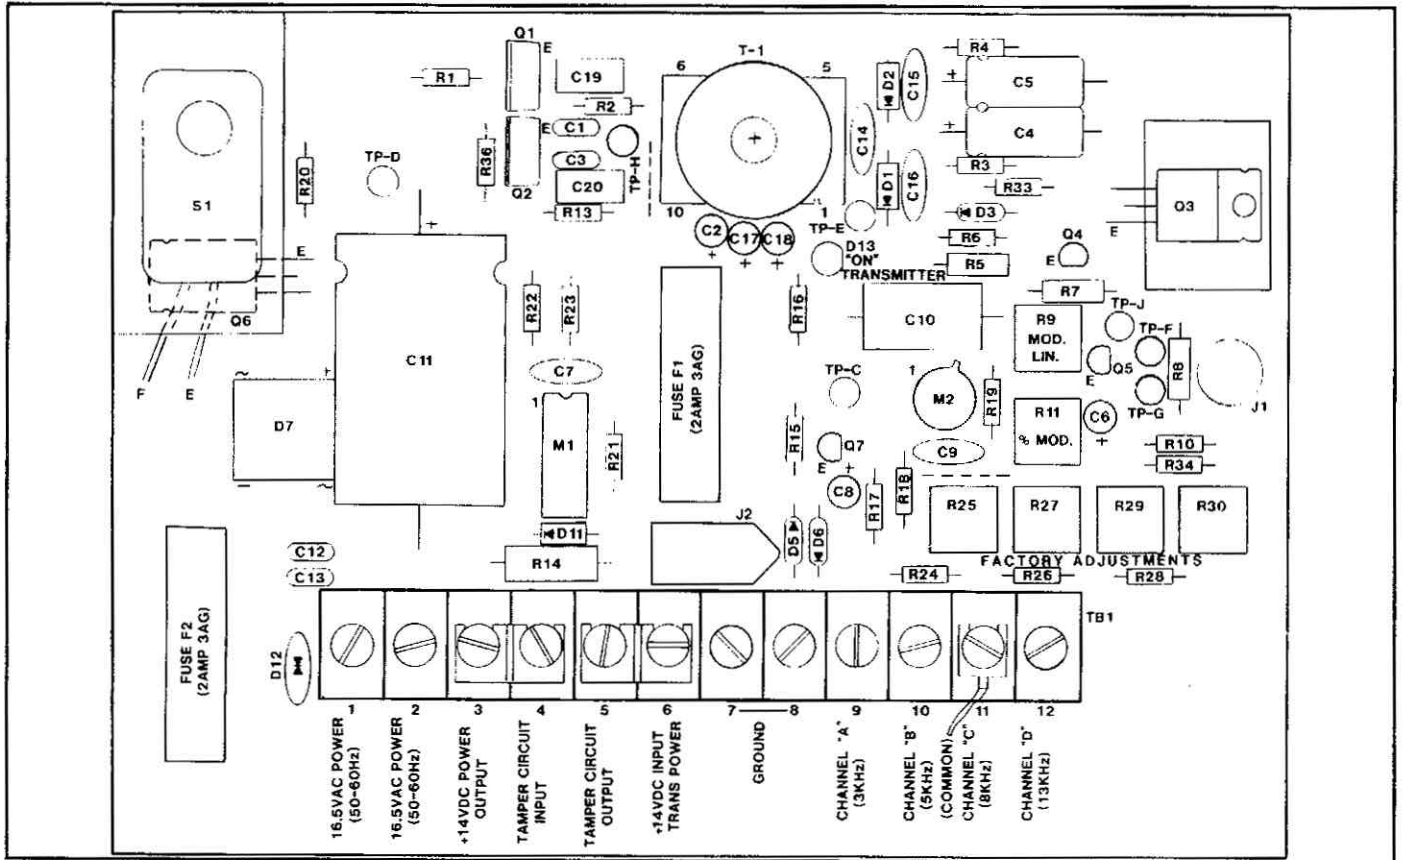 Q1
E
T-1
6
5
R4
R1
C19
D2
C15
+
C5
R2
E
C1
+
C4
C14
TP-D
R36
R20
C3
TP-H
R3
S1
Q2
C20
D1
C16
R33
R13
10
1
D3
Q3
TP-E
E
C2
C17
C18
+
+
+
+
D13
"ON"
TRANSMITTER
R6
Q4
E
R5
E
R22
R23
R16
R7
TP-J
Q6
C10
R9
MOD.
LIN.
TP-F
C11
FUSE F1
(2AMP 3AG)
Q5
E
R8
C7
TP-C
1
F
E
~
+
M2
R19
TP-G
J1
1
D7
M1
R21
R15
R11
% MOD.
C6
+
Q7
E
+
C9
R10
R34
–
~
C8
R17
R18
R25
R27
R29
R30
J2
D11
D5
D6
C12
R14
FACTORY ADJUSTMENTS
C13
R24
R26
R28
FUSE F2
(2AMP 3AG)
D12
TB1
1
2
3
4
5
6
7
8
9
10
11
12
16.5VAC POWER
(50-60Hz)
16.5VAC POWER
(50-60Hz)
+14VDC POWER
OUTPUT
TAMPER CIRCUIT
INPUT
TAMPER CIRCUIT
OUTPUT
+14VDC INPUT
TRANS POWER
GROUND
CHANNEL "A"
(3KHz)
CHANNEL "B"
(5KHz)
(COMMON)
CHANNEL "C"
(8KHz)
CHANNEL "D"
(13KHz)